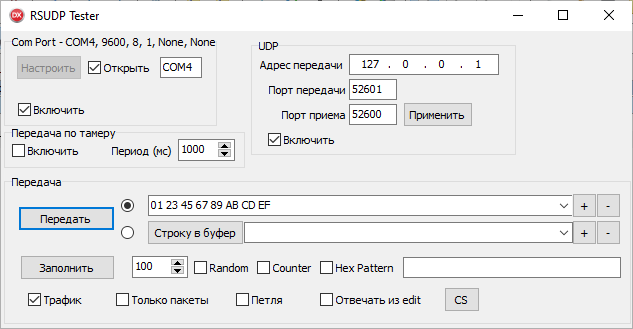 RSUDP Tester
Com Port - COM4, 9600, 8, 1, None, None
Настроить Открыть COM4
Включить
UDP
Адрес передачи 127 . 0 . 0 . 1
Порт передачи 52601
Порт приема 52600 Применить
Включить
Передача по тамеру
Включить Период (мс) 1000
Передача
Передать 01 23 45 67 89 AB CD EF + -
Строку в буфер + -
Заполнить 100 Random Counter Hex Pattern
Трафик Только пакеты Петля Отвечать из edit CS